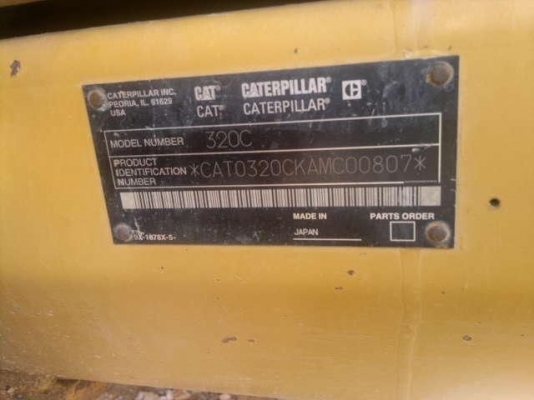 CATERPILLAR INC.
PEORIA, IL. 61629
USA
CAT CATERPILLAR C
CAT® CATERPILLAR®
MODEL NUMBER 320C
PRODUCT
IDENTIFICATION *CAT0320CKAMC00807*
NUMBER
MADE IN PARTS ORDER
JAPAN